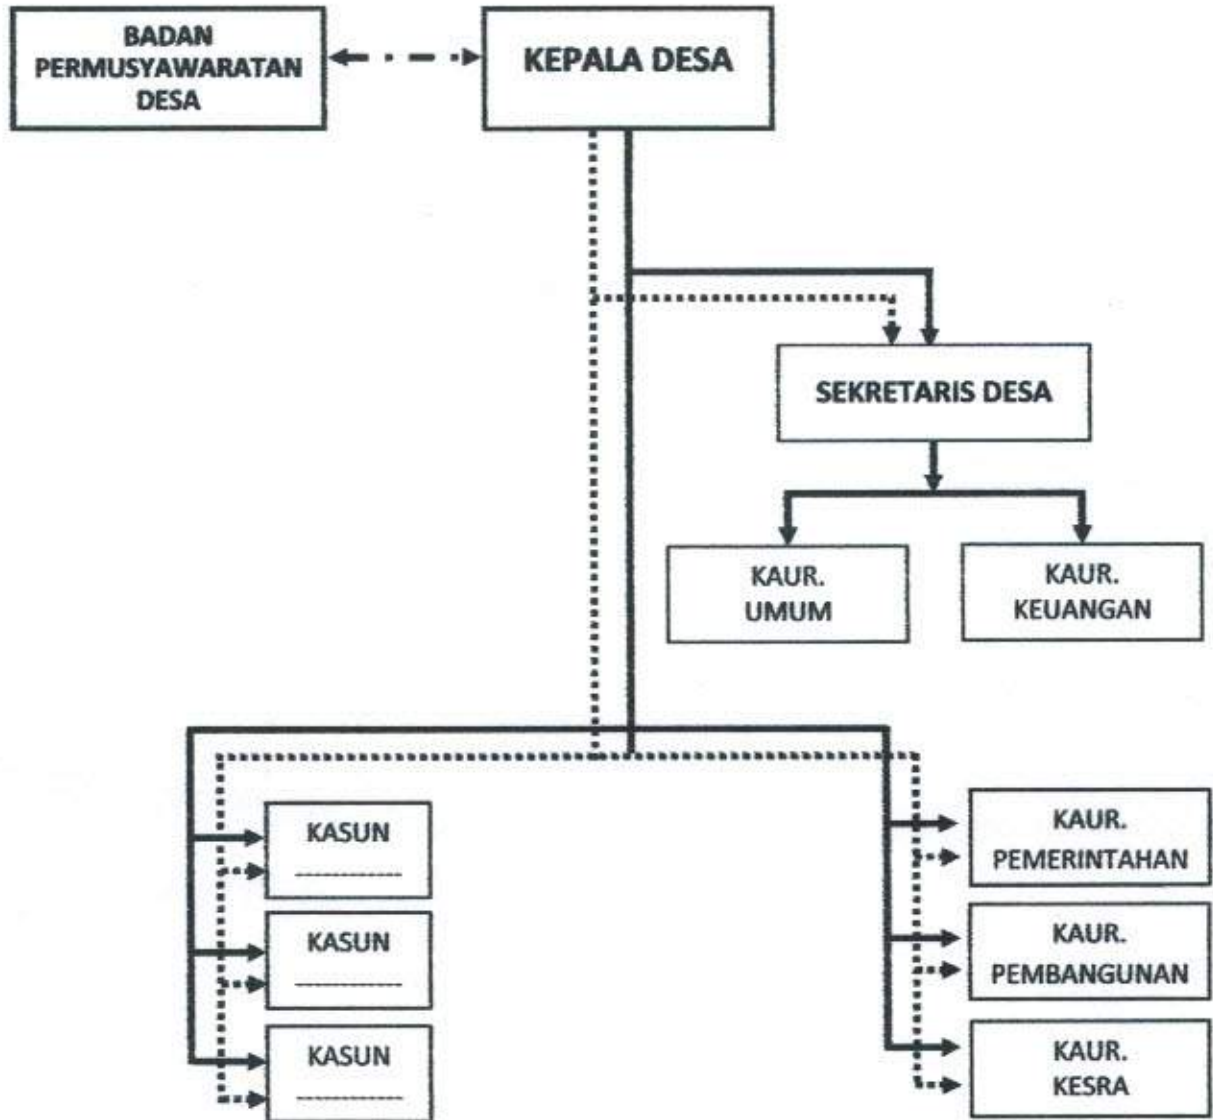 BADAN
PERMUSYAWARATAN
DESA
KEPALA DESA
SEKRETARIS DESA
KAUR.
UMUM
KAUR.
KEUANGAN
KASUN
----------
KASUN
----------
KASUN
----------
KAUR.
PEMERINTAHAN
KAUR.
PEMBANGUNAN
KAUR.
KESRA